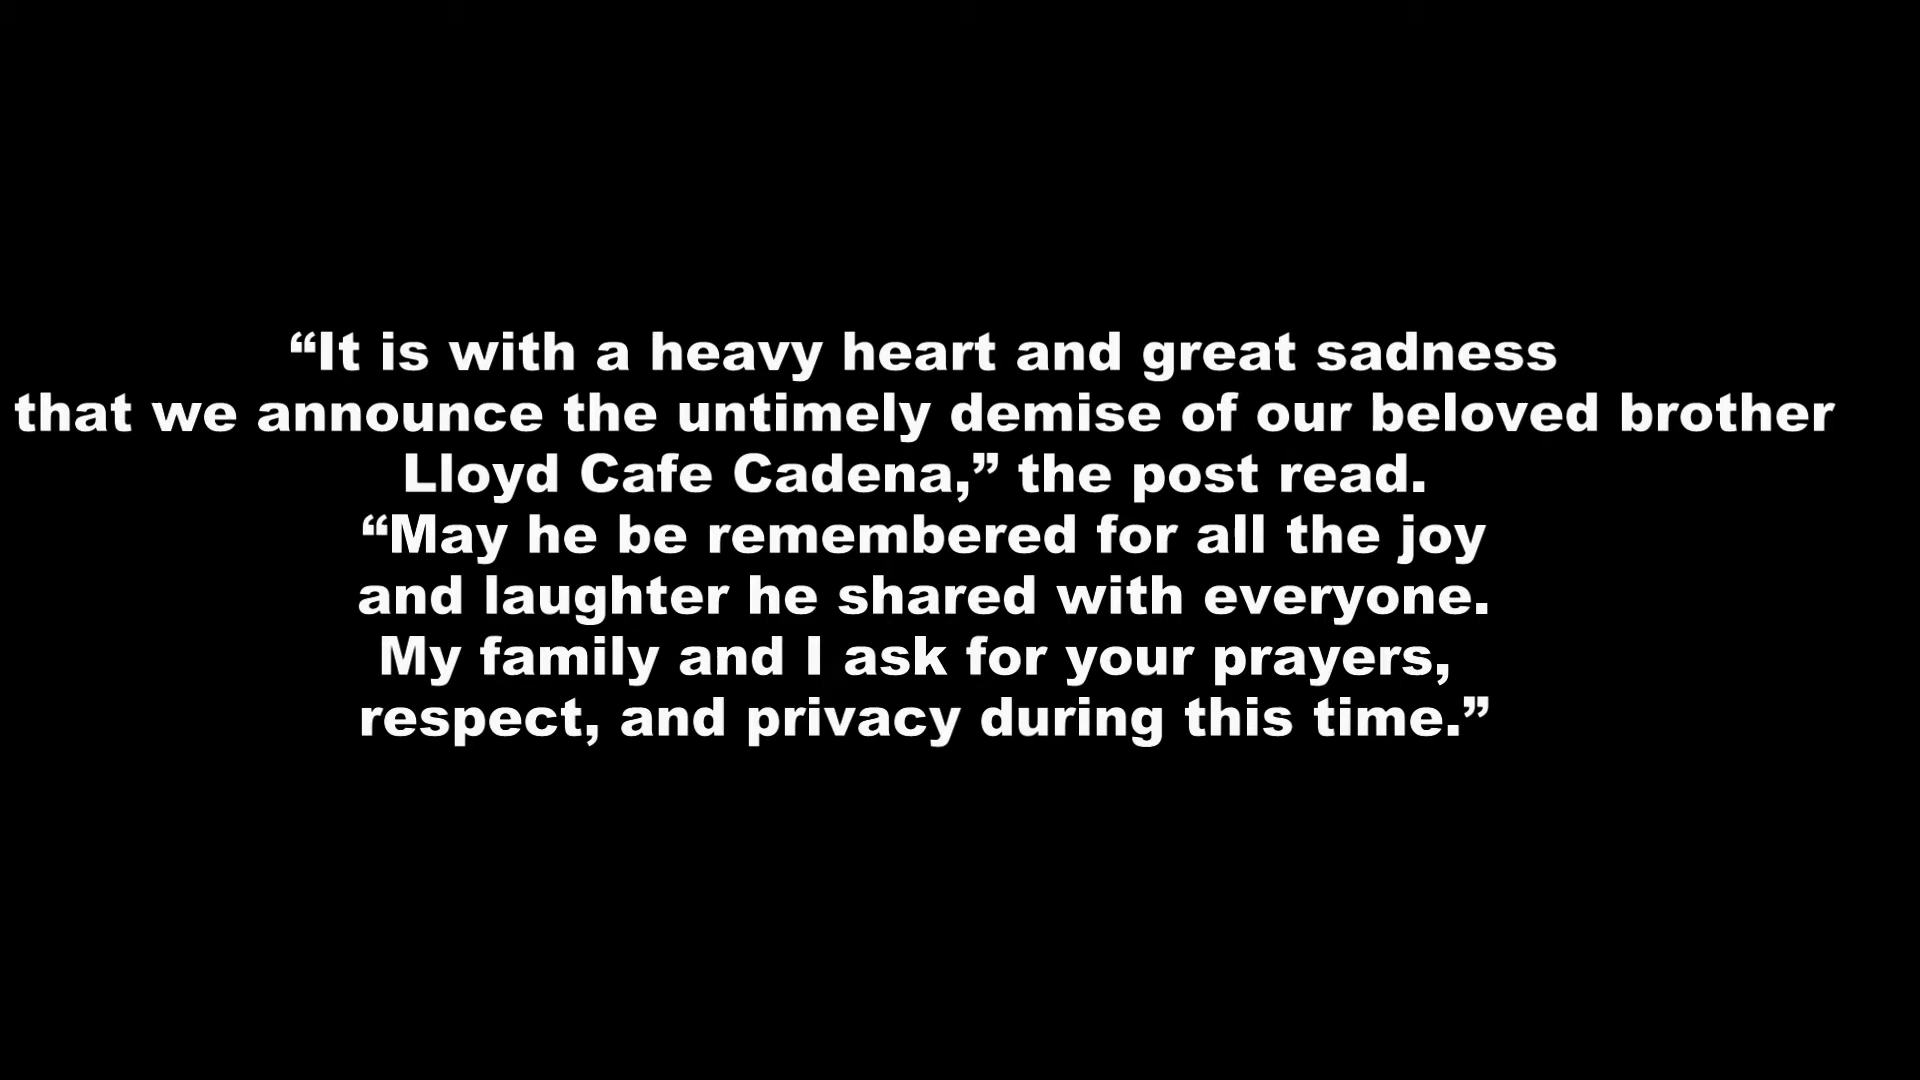 “It is with a heavy heart and great sadness
that we announce the untimely demise of our beloved brother
Lloyd Cafe Cadena,” the post read.
“May he be remembered for all the joy
and laughter he shared with everyone.
My family and I ask for your prayers,
respect, and privacy during this time.”